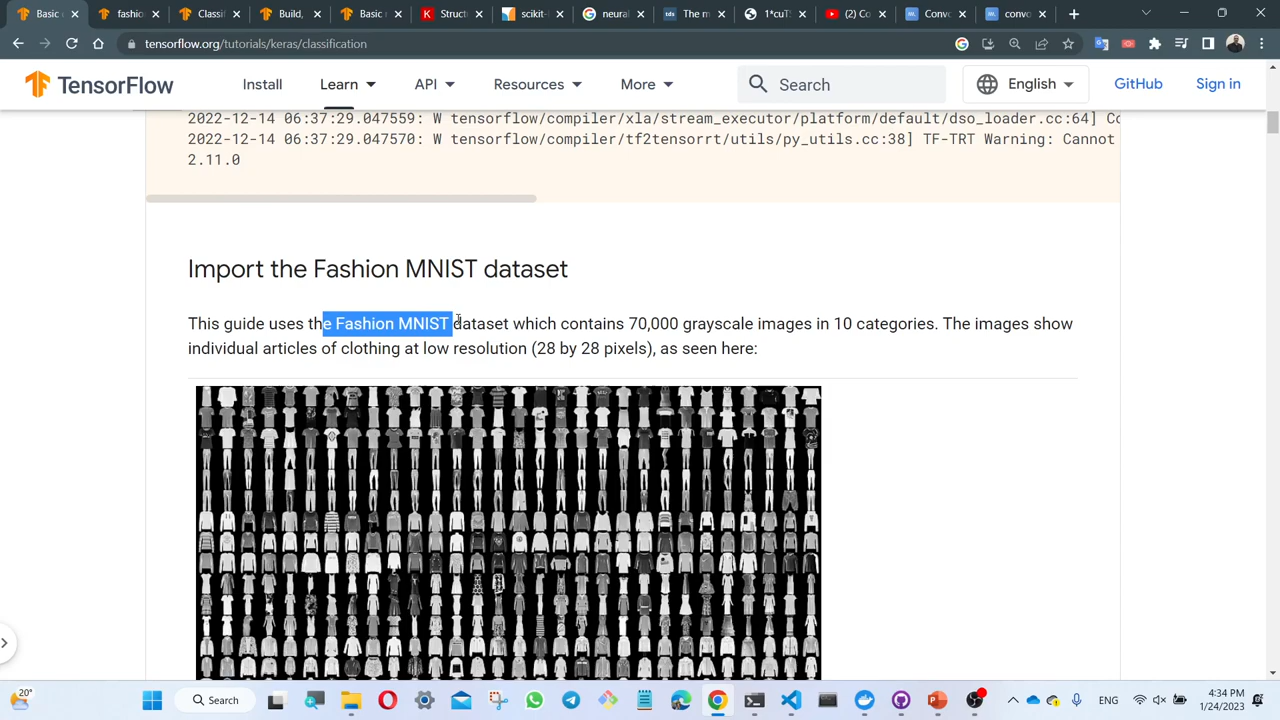 Basic
fashion
Classif
Build,
Basic r
Struct
scikit-l
neural
The m
1*cuTS
(2) Co
Convo
convo
tensorflow.org/tutorials/keras/classification
TensorFlow
Install
Learn
API
Resources
More
Search
English
GitHub
Sign in
2022-12-14 06:37:29.047559: W tensorflow/compiler/xla/stream_executor/platform/default/dso_loader.cc:64] Co
2022-12-14 06:37:29.047570: W tensorflow/compiler/tf2tensorrt/utils/py_utils.cc:38] TF-TRT Warning: Cannot
2.11.0
Import the Fashion MNIST dataset
This guide uses the Fashion MNIST dataset which contains 70,000 grayscale images in 10 categories. The images show
individual articles of clothing at low resolution (28 by 28 pixels), as seen here:
20°
Search
ENG
4:34 PM
1/24/2023